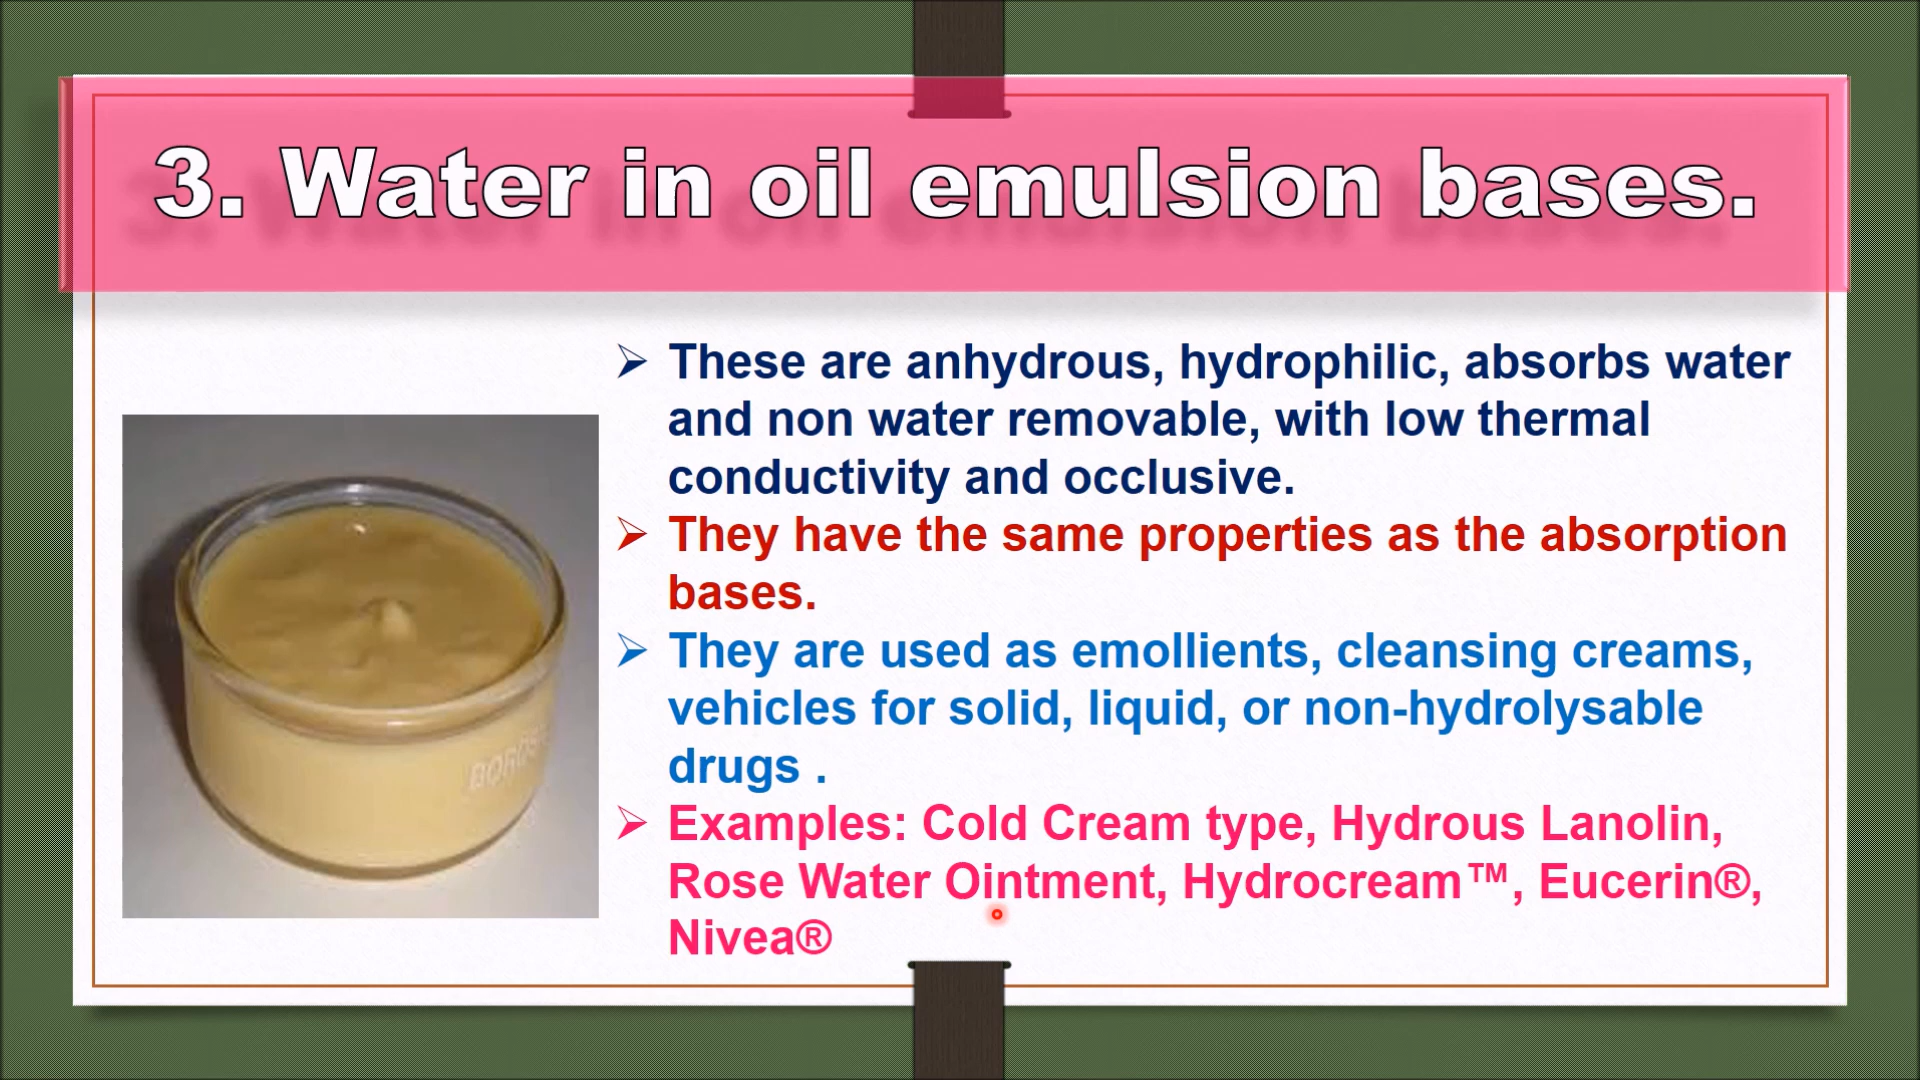 3. Water in oil emulsion bases.
➢ These are anhydrous, hydrophilic, absorbs water
and non water removable, with low thermal
conductivity and occlusive.
➢ They have the same properties as the absorption
bases.
➢ They are used as emollients, cleansing creams,
vehicles for solid, liquid, or non-hydrolysable
drugs .
➢ Examples: Cold Cream type, Hydrous Lanolin,
Rose Water Ointment, Hydrocream™, Eucerin®,
Nivea®